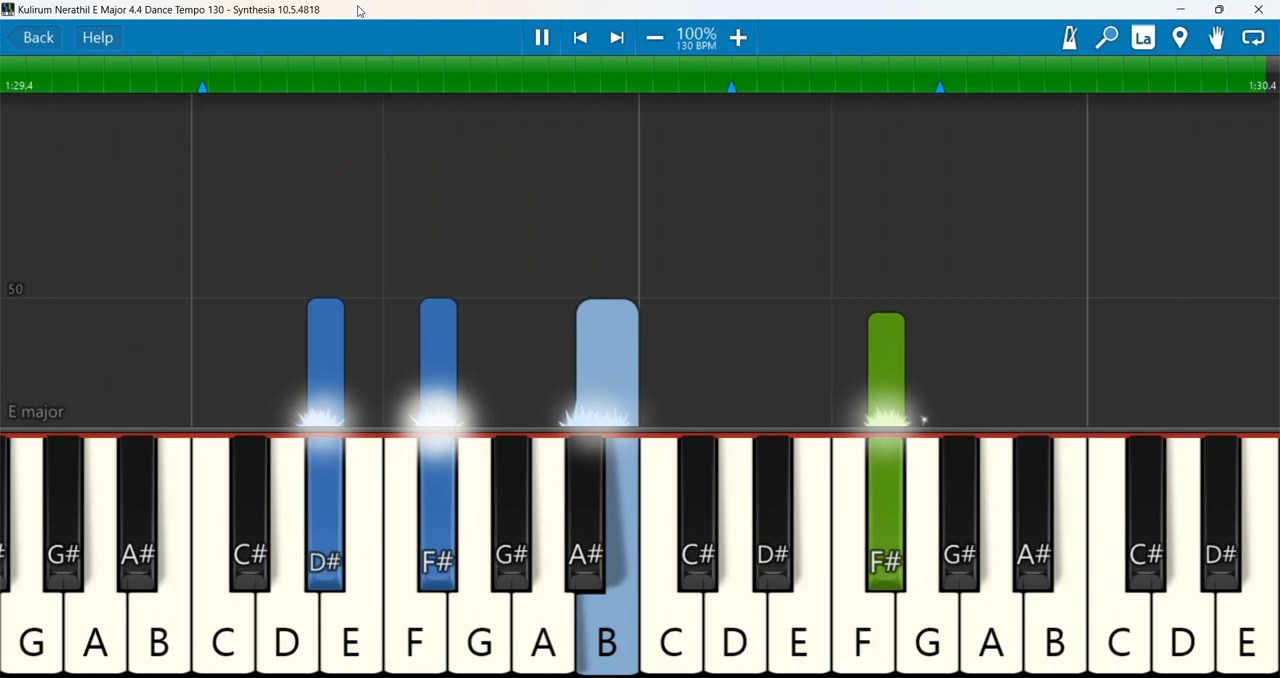 Kulirum Nerathil E Major 4.4 Dance Tempo 130 - Synthesia 10.5.4818
Back Help 100% La
130 BPM
1:29.4 1:30.4
50
E major
G# A# C# D# F# G# A# C# D# F# G# A# C# D#
G A B C D E F G A B C D E F G A B C D E